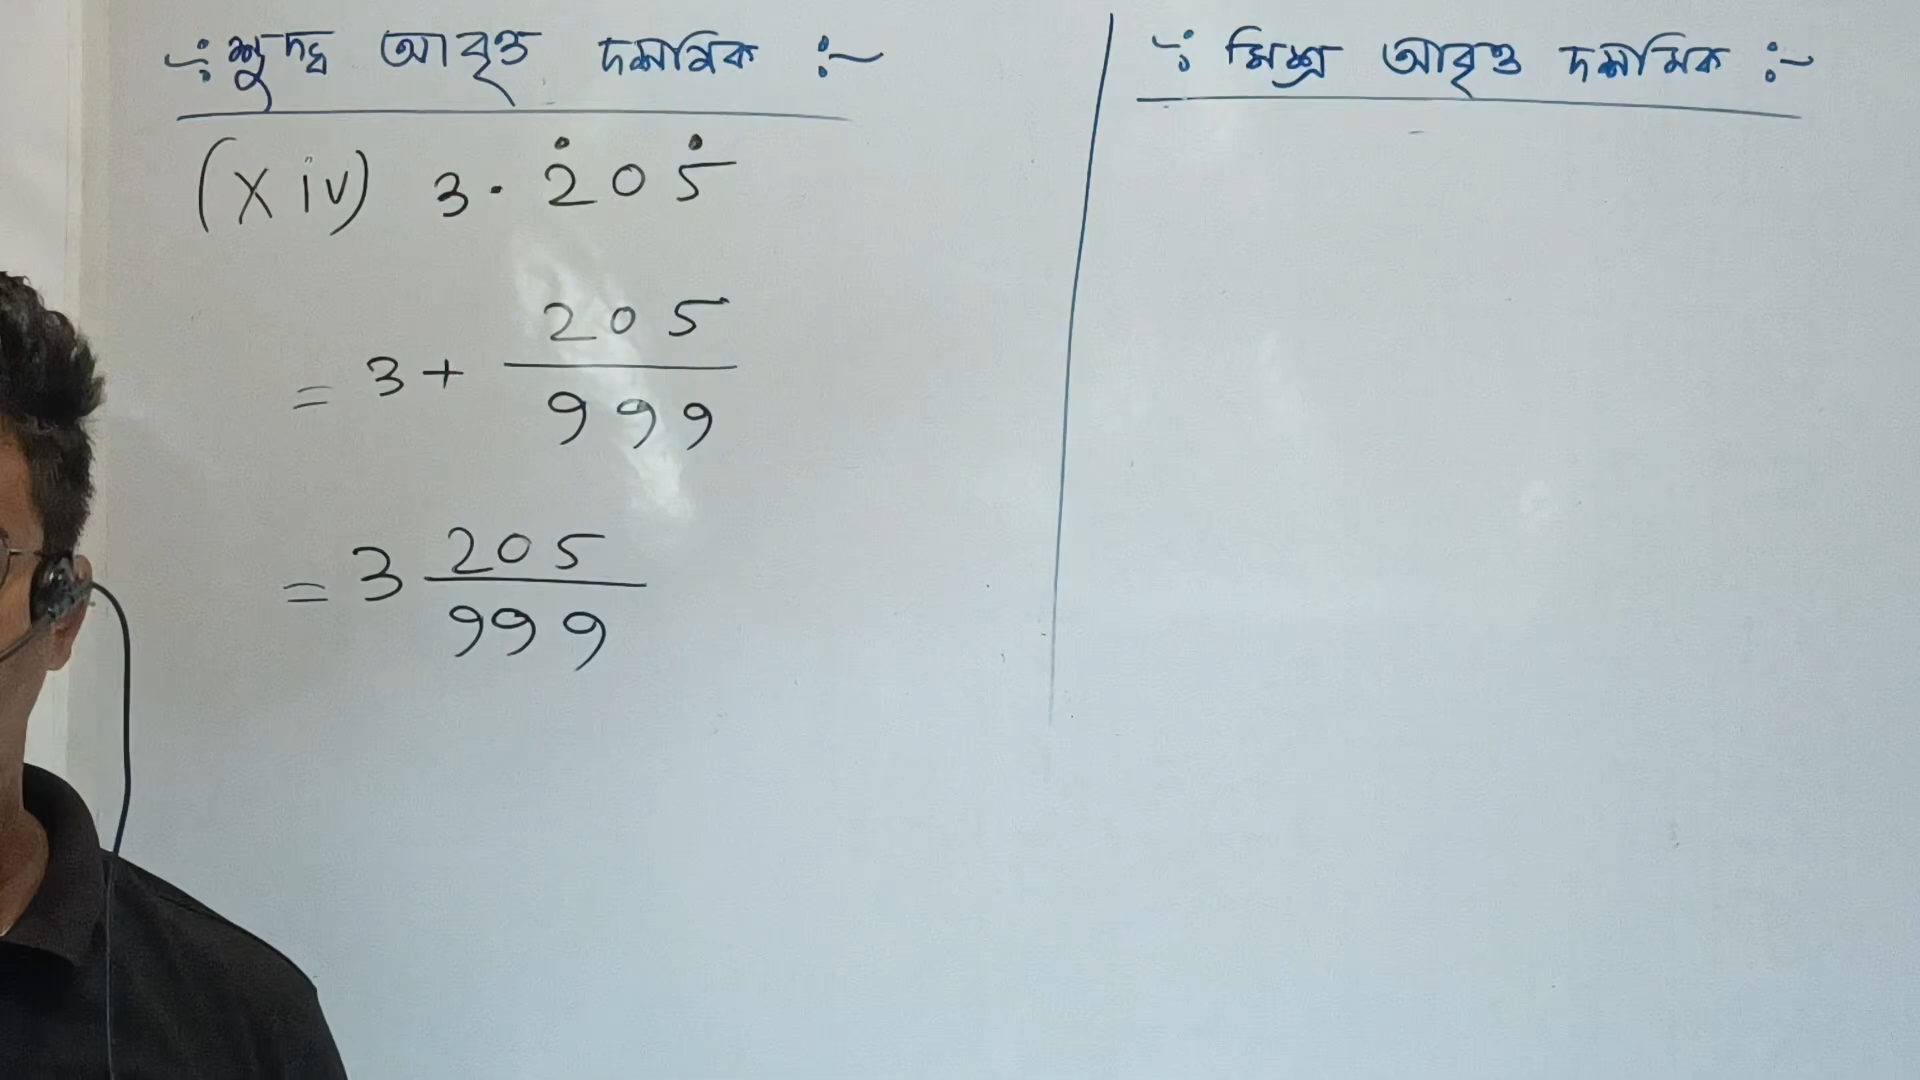 -: শুদ্ধ আবৃত্ত দশমিক :-
(xiv) 3.2̇05̇
= 3 + 205/999
= 3 205/999
-: মিশ্র আবৃত্ত দশমিক :-